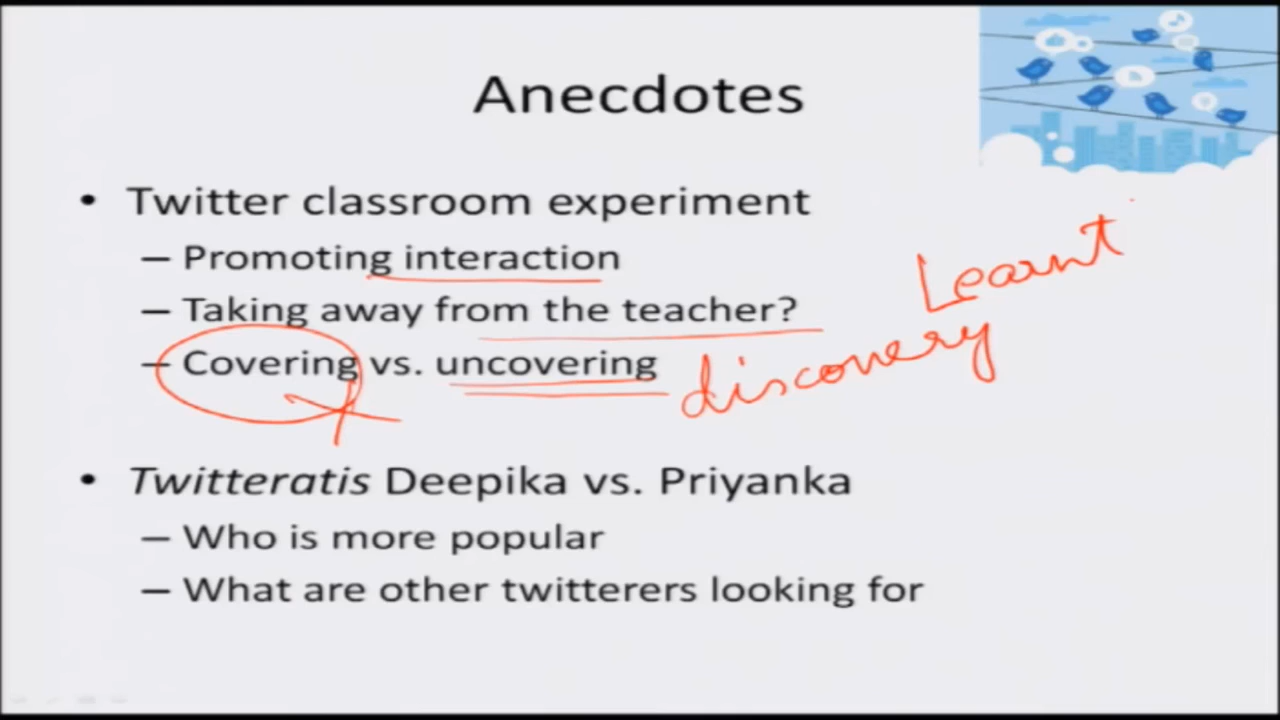 Anecdotes
• Twitter classroom experiment
– Promoting interaction
– Taking away from the teacher?
– Covering vs. uncovering
Learnt
discovery
• Twitteratis Deepika vs. Priyanka
– Who is more popular
– What are other twitterers looking for